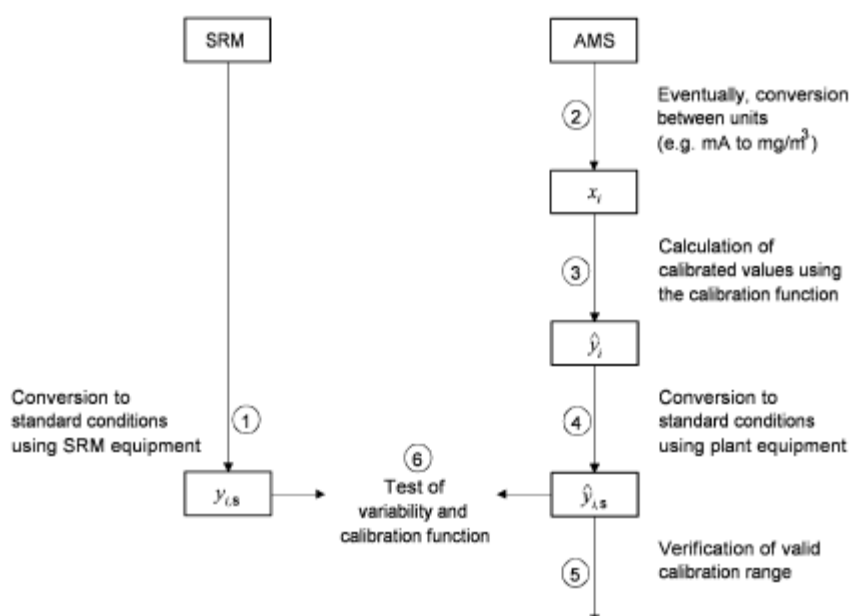 SRM
AMS
2
Eventually, conversion
between units
(e.g. mA to mg/m³)
xᵢ
3
Calculation of
calibrated values using
the calibration function
ŷᵢ
Conversion to
standard conditions
using SRM equipment
1
4
Conversion to
standard conditions
using plant equipment
yᵢ,s
6
Test of
variability and
calibration function
ŷᵢ,s
5
Verification of valid
calibration range